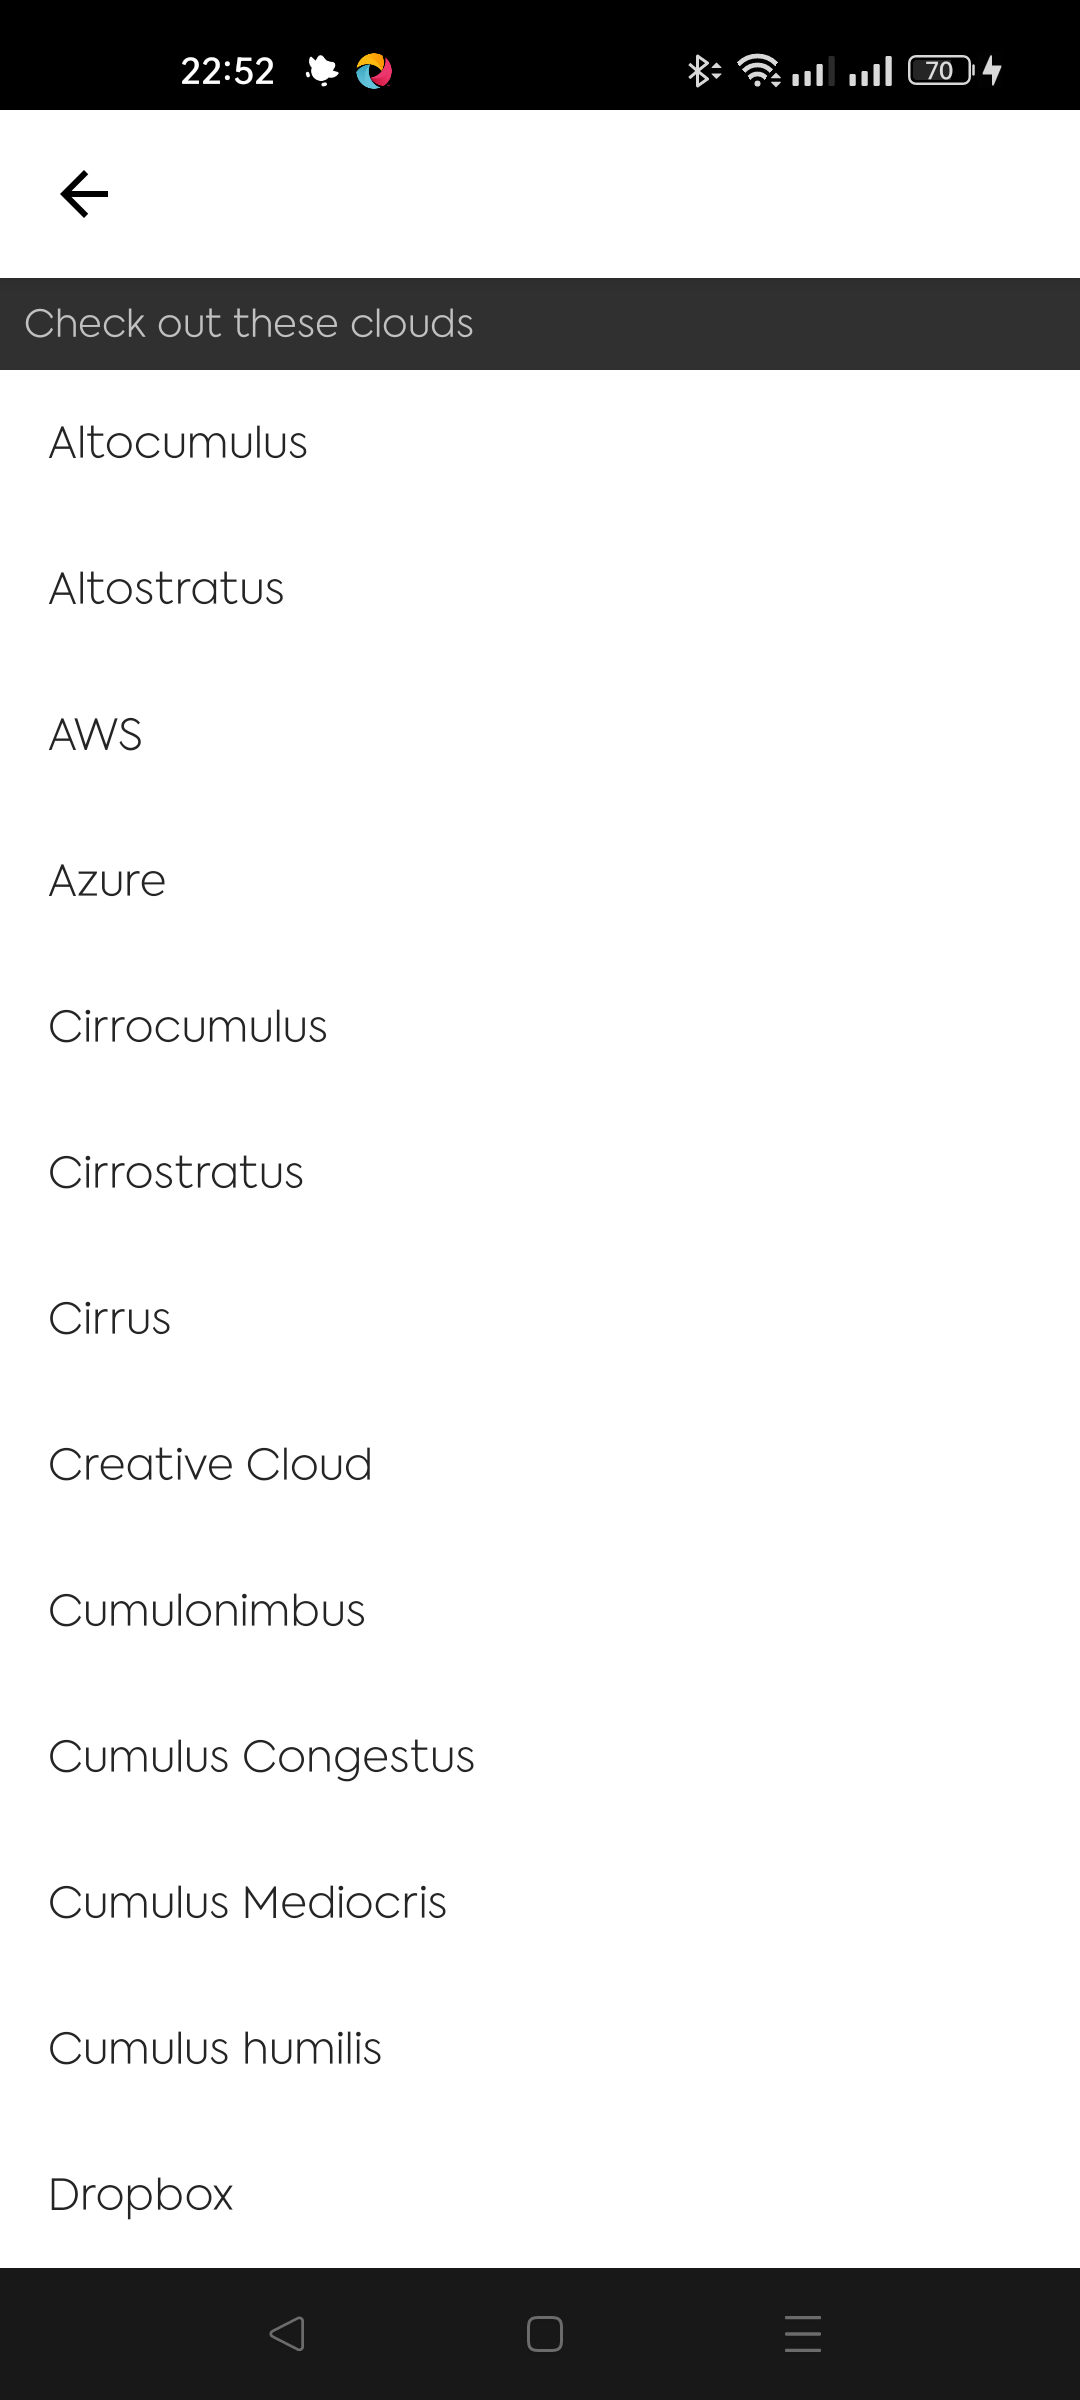 22:52
70
Check out these clouds
Altocumulus
Altostratus
AWS
Azure
Cirrocumulus
Cirrostratus
Cirrus
Creative Cloud
Cumulonimbus
Cumulus Congestus
Cumulus Mediocris
Cumulus humilis
Dropbox